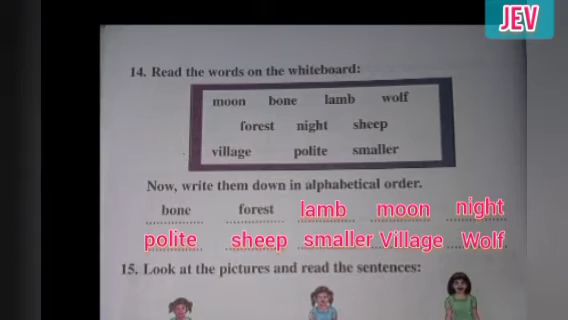 JEV
14. Read the words on the whiteboard:
moon bone lamb wolf
forest night sheep
village polite smaller
Now, write them down in alphabetical order.
bone forest lamb moon night
polite sheep smaller Village Wolf
15. Look at the pictures and read the sentences: